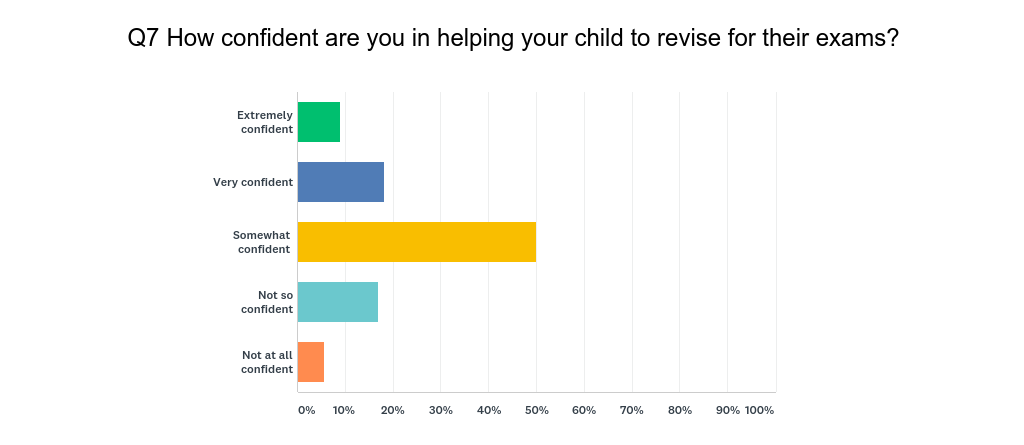 Q7 How confident are you in helping your child to revise for their exams?
Extremely
confident
Very confident
Somewhat
confident
Not so
confident
Not at all
confident
0% 10% 20% 30% 40% 50% 60% 70% 80% 90% 100%